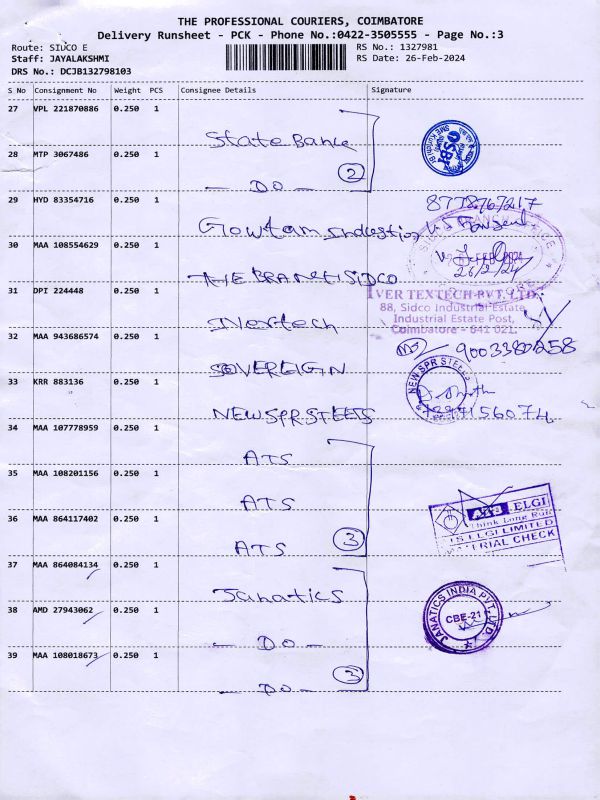 THE PROFESSIONAL COURIERS, COIMBATORE
Delivery Runsheet - PCK - Phone No.:0422-3505555 - Page No.:3
Route: SIDCO E
RS No.: 1327981
Staff: JAYALAKSHMI
RS Date: 26-Feb-2024
DRS No.: DCJB132798103
S No Consignment No Weight PCS Consignee Details Signature
27 VPL 221870886 0.250 1
State Bank
28 MTP 3067486 0.250 1
2
- DO -
29 HYD 83354716 0.250 1
8778767217
Gowtam Industries
30 MAA 108554629 0.250 1
26/2/24
THE BRANCH SIDCO
31 DPI 224448 0.250 1
IVER TEXTECH PVT. LTD.
88, Sidco Industrial Estate
Industrial Estate Post,
Coimbatore - 641 021.
Ivertech
32 MAA 943686574 0.250 1
9003380258
SOVEREIGN
33 KRR 883136 0.250 1
NEW SPR STEELS
NEW SPR STEELS
34 MAA 107778959 0.250 1
ATS
35 MAA 108201156 0.250 1
ATS
ATS ELGI
Think Long Run
ATS ELGI LIMITED
MATERIAL CHECK
36 MAA 864117402 0.250 1
ATS
3
37 MAA 864084134 0.250 1
Janatics
JANATICS INDIA PVT. LTD.
CBE-21
38 AMD 27943062 0.250 1
- DO -
39 MAA 108018673 0.250 1
3
- DO -